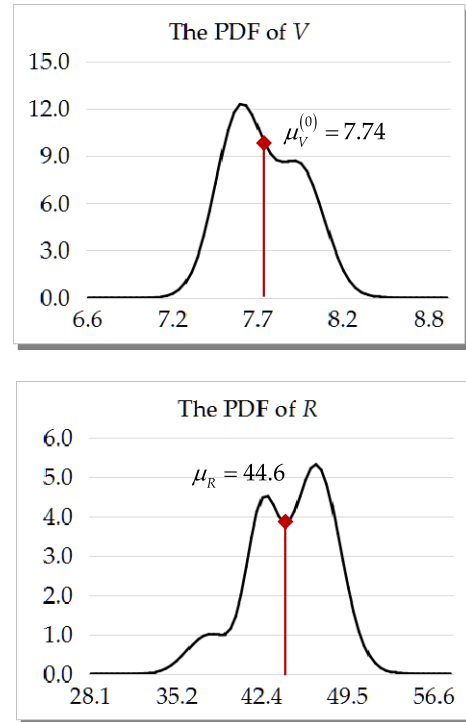 The PDF of V
15.0
12.0
μ_V^(0) = 7.74
9.0
6.0
3.0
0.0
6.6 7.2 7.7 8.2 8.8
The PDF of R
6.0
5.0
μ_R = 44.6
4.0
3.0
2.0
1.0
0.0
28.1 35.2 42.4 49.5 56.6